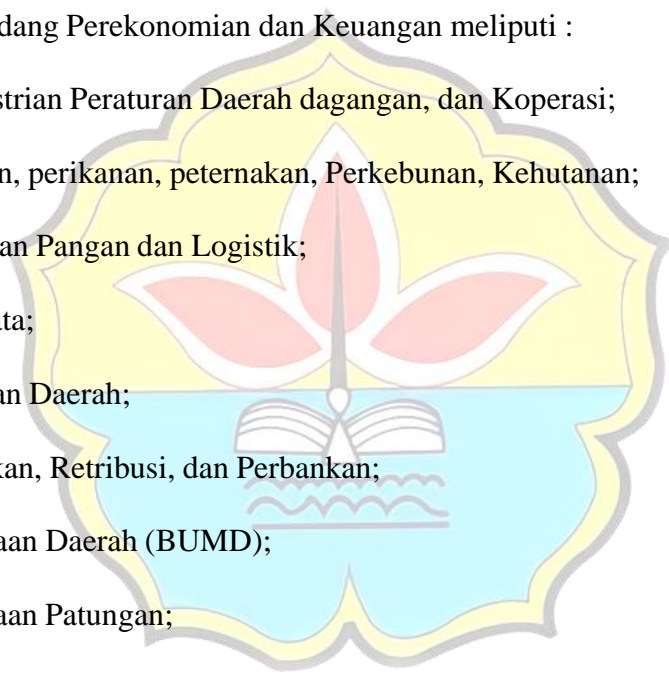 dang Perekonomian dan Keuangan meliputi :
strian Peraturan Daerah dagangan, dan Koperasi;
n, perikanan, peternakan, Perkebunan, Kehutanan;
an Pangan dan Logistik;
ata;
an Daerah;
kan, Retribusi, dan Perbankan;
aan Daerah (BUMD);
aan Patungan;